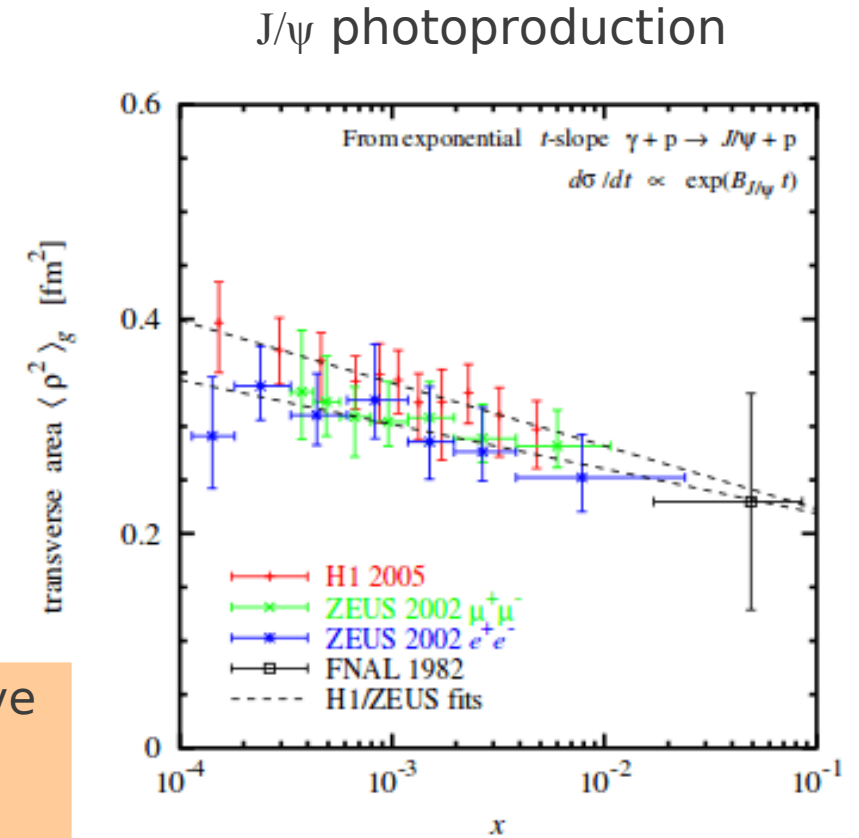 J/ψ photoproduction
0.6
From exponential t-slope γ + p → J/ψ + p
dσ/dt ∝ exp(B_{J/ψ} t)
transverse area ⟨ρ²⟩_g [fm²]
0.4
0.2
H1 2005
ZEUS 2002 μ⁺μ⁻
ZEUS 2002 e⁺e⁻
FNAL 1982
H1/ZEUS fits
ve
0
10⁻⁴ 10⁻³ 10⁻² 10⁻¹
x